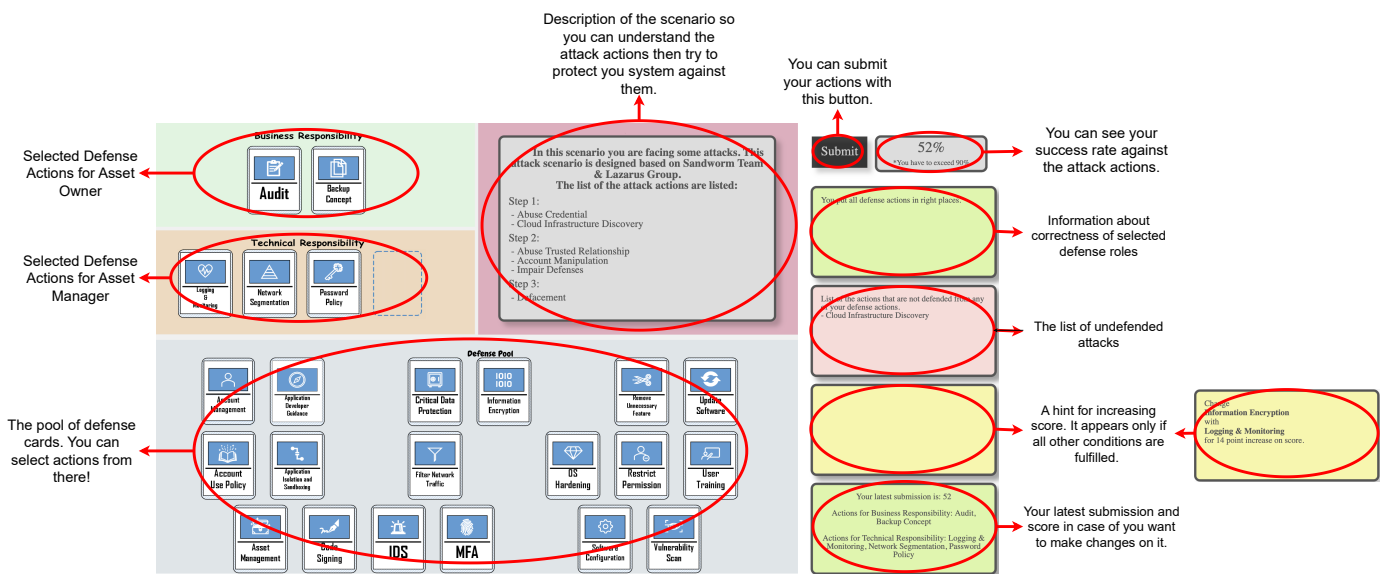 Description of the scenario so
you can understand the
attack actions then try to
protect you system against
them.
You can submit
your actions with
this button.
Selected Defense
Actions for Asset
Owner
Business Responsibility
Audit
Backup
Concept
In this scenario you are facing some attacks. This
attack scenario is designed based on Sandworm Team
& Lazarus Group.
The list of the attack actions are listed:
Step 1:
- Abuse Credential
- Cloud Infrastructure Discovery
Step 2:
- Abuse Trusted Relationship
- Account Manipulation
- Impair Defenses
Step 3:
- Defacement
Submit
52%
*You have to exceed 90%
You can see your
success rate against
the attack actions.
Selected Defense
Actions for Asset
Manager
Technical Responsibility
Logging
&
Monitoring
Network
Segmentation
Password
Policy
You put all defense actions in right places.
Information about
correctness of selected
defense roles
List of the actions that are not defended from any
of your defense actions.
- Cloud Infrastructure Discovery
The list of undefended
attacks
The pool of defense
cards. You can
select actions from
there!
Defense Pool
Account
Management
Application
Developer
Guidance
Critical Data
Protection
1010
1010
Information
Encryption
Remove
Unnecessary
Feature
Update
Software
Account
Use Policy
Application
Isolation and
Sandboxing
Filter Network
Traffic
OS
Hardening
Restrict
Permission
User
Training
Asset
Management
Code
Signing
IDS
MFA
Software
Configuration
Vulnerability
Scan
A hint for increasing
score. It appears only if
all other conditions are
fulfilled.
Change
Information Encryption
with
Logging & Monitoring
for 14 point increase on score.
Your latest submission is: 52
Actions for Business Responsibility: Audit,
Backup Concept
Actions for Technical Responsibility: Logging &
Monitoring, Network Segmentation, Password
Policy
Your latest submission and
score in case of you want
to make changes on it.